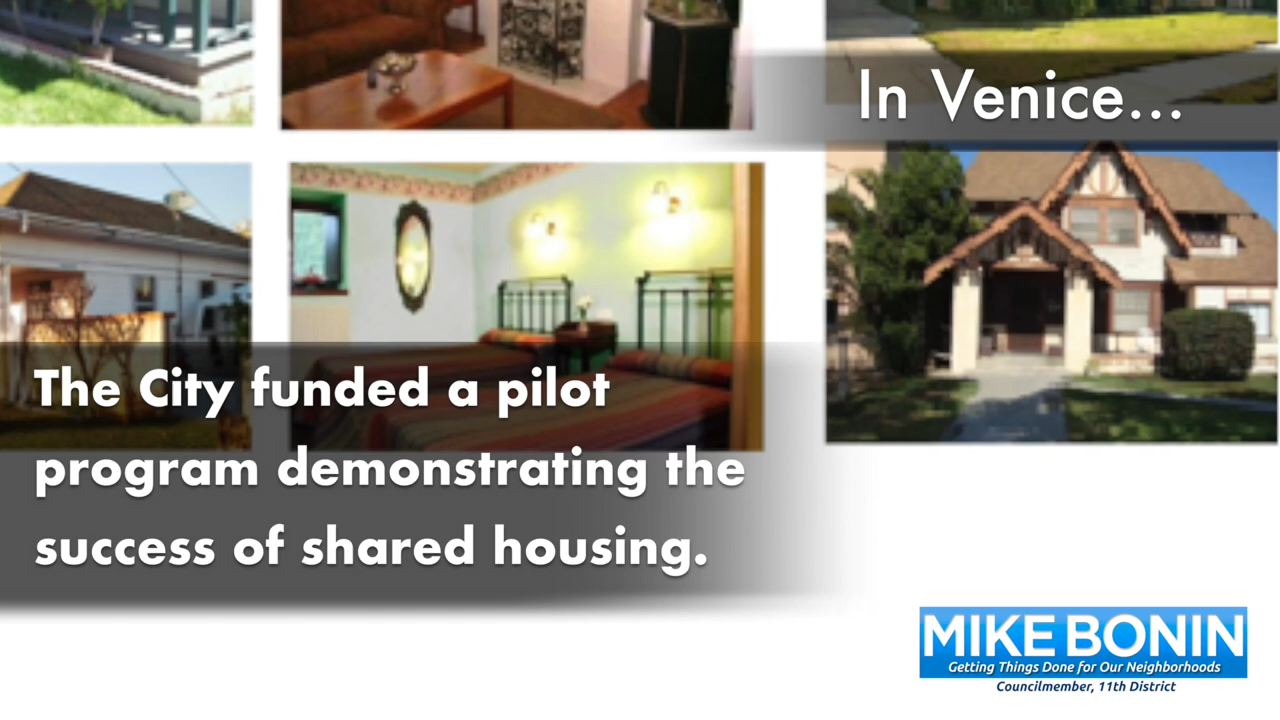 In Venice...
The City funded a pilot
program demonstrating the
success of shared housing.
MIKE BONIN
Getting Things Done for Our Neighborhoods
Councilmember, 11th District